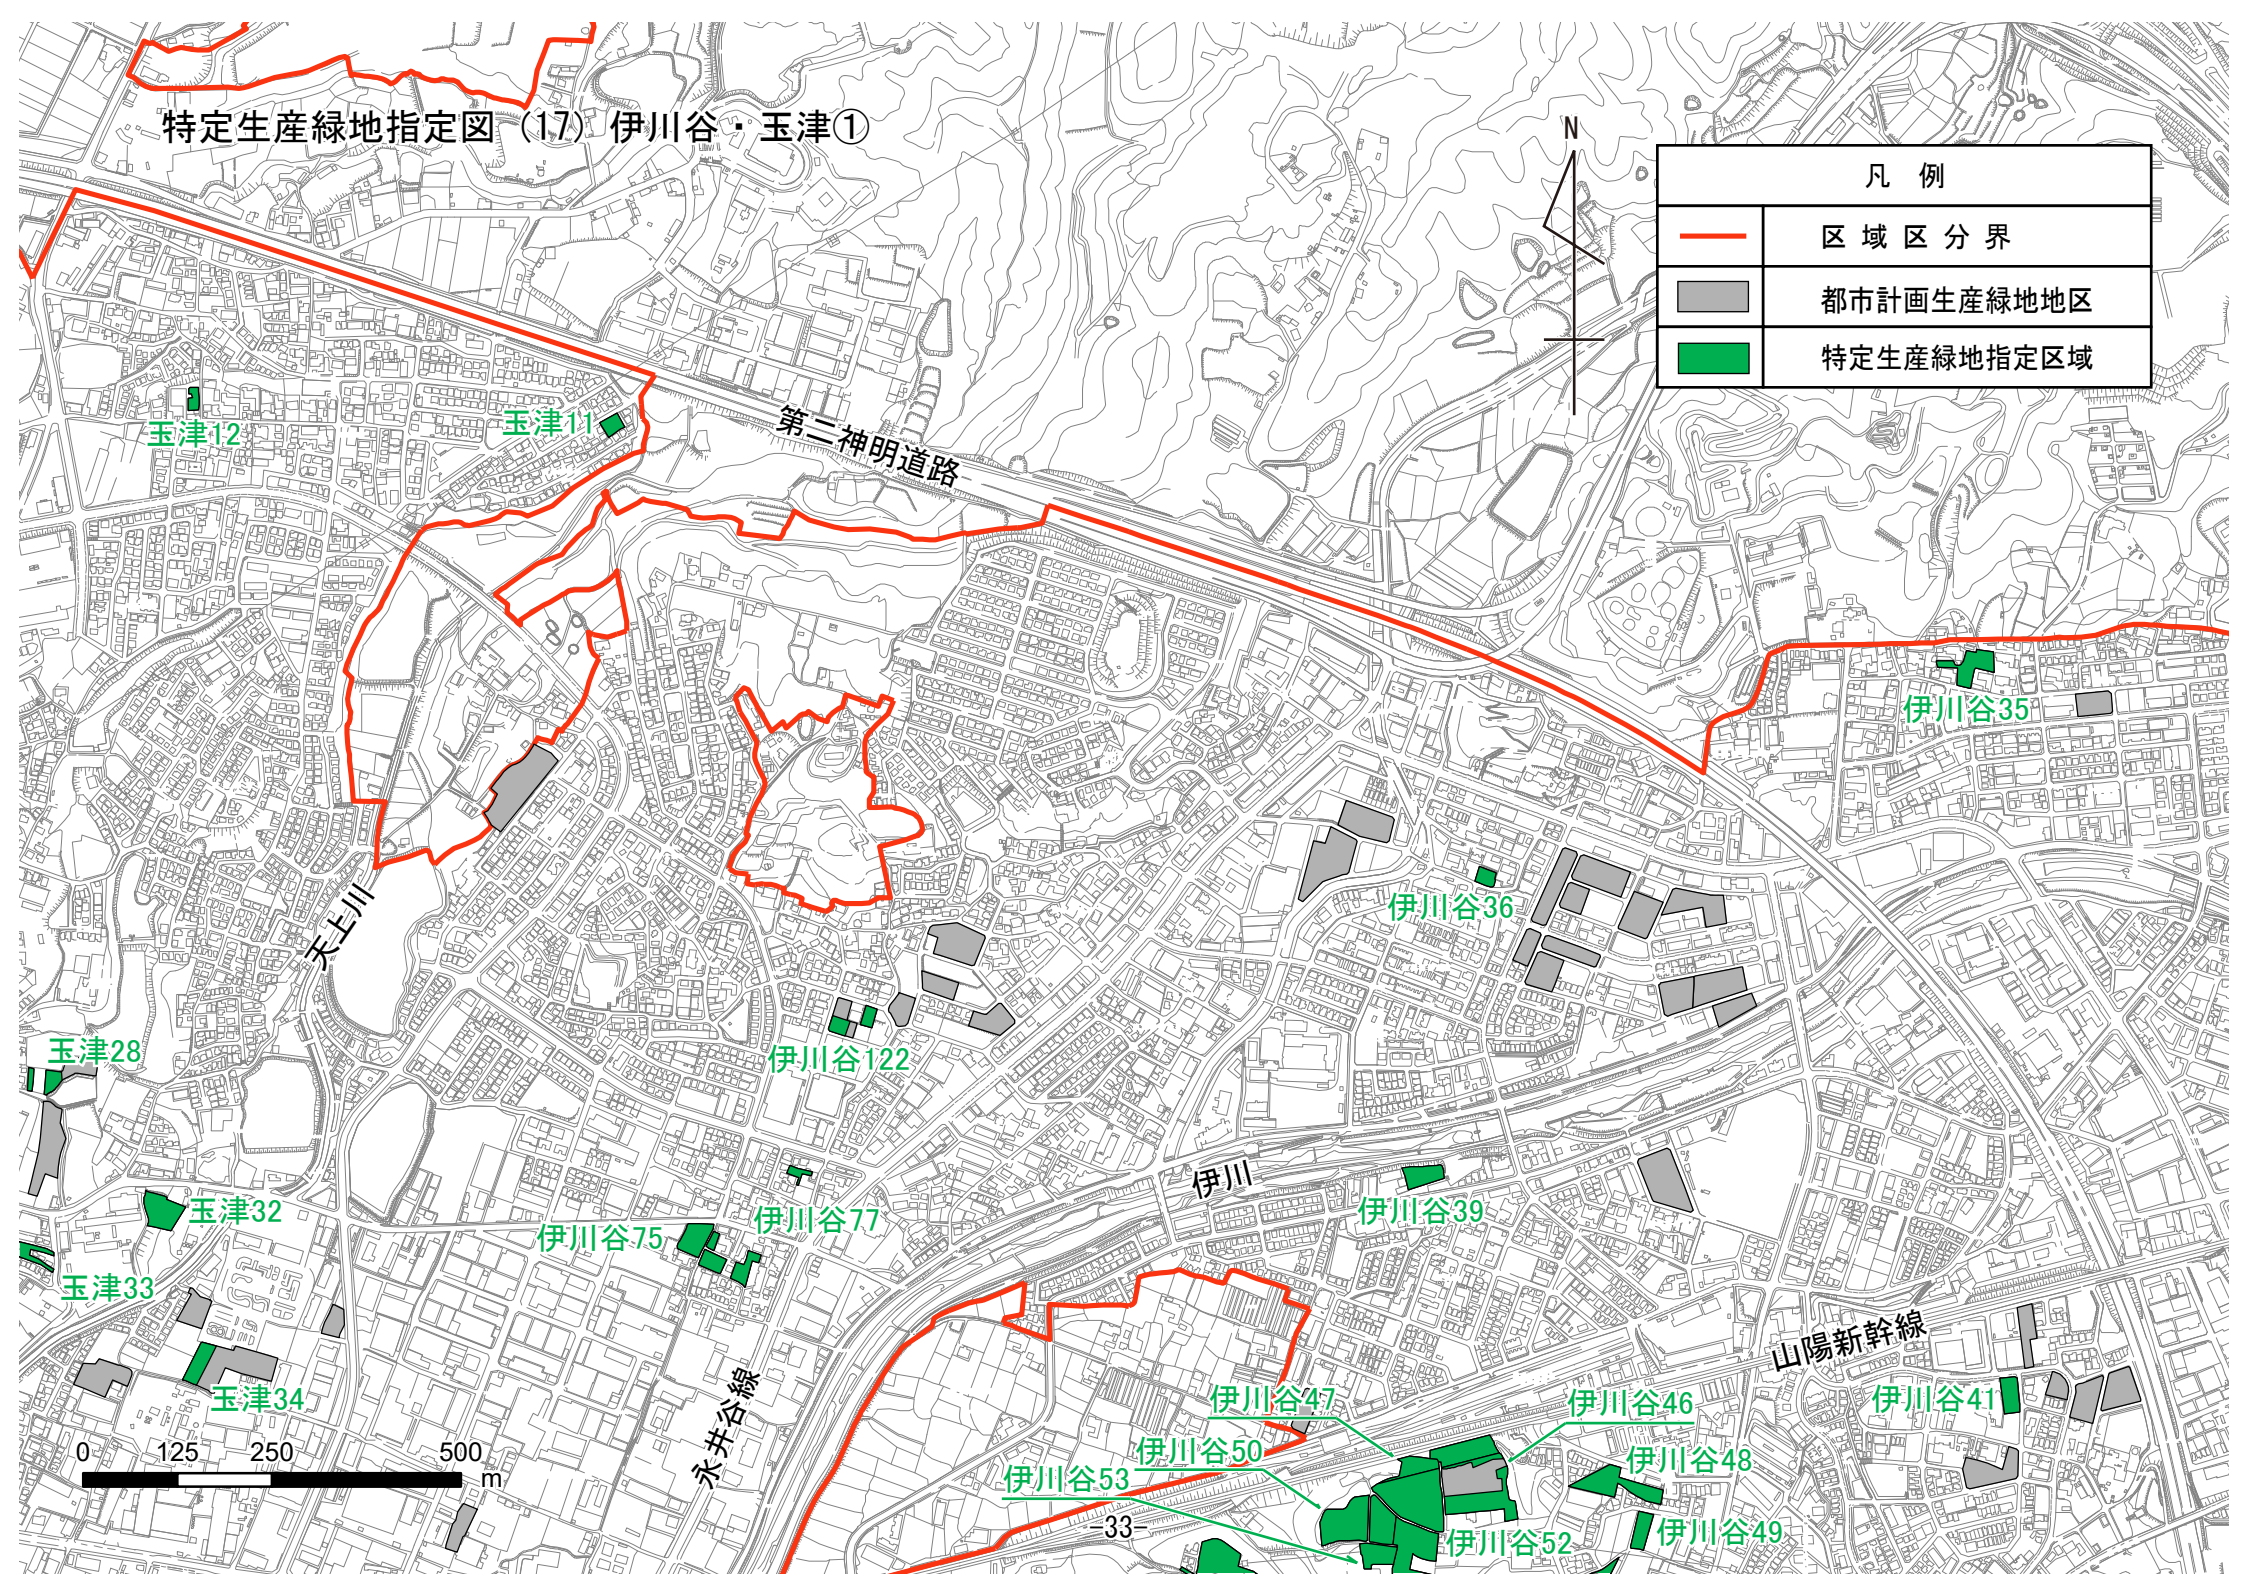 特定生産緑地指定図 (17) 伊川谷・玉津①
N
凡 例
区 域 区 分 界
都市計画生産緑地地区
特定生産緑地指定区域
玉津12
玉津11
第二神明道路
伊川谷35
伊川谷36
天上川
玉津28
伊川谷122
伊川
伊川谷39
玉津32
伊川谷77
伊川谷75
玉津33
山陽新幹線
玉津34
永井谷線
伊川谷47
伊川谷46
伊川谷41
伊川谷50
伊川谷48
伊川谷53
0 125 250 500
m
-33-
伊川谷52
伊川谷49